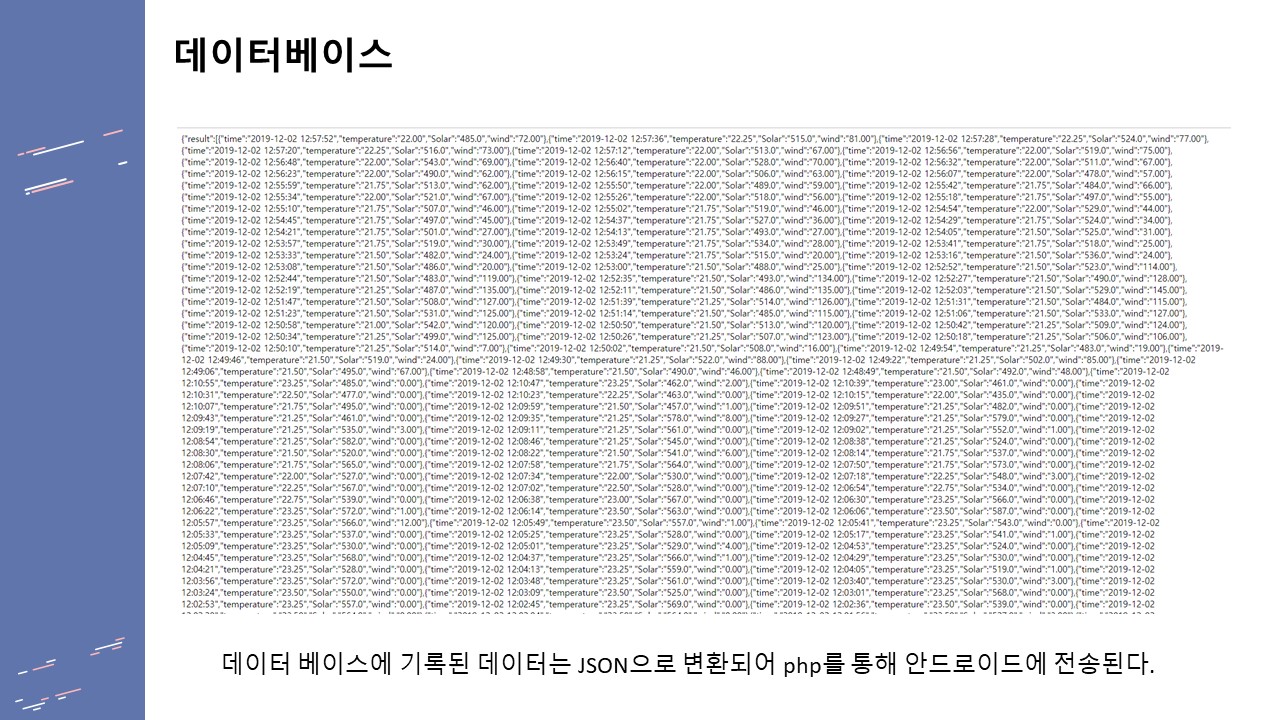 데이터베이스
{"result":[{"time":"2019-12-02 12:57:52","temperature":"22.00","Solar":"485.0","wind":"72.00"},{"time":"2019-12-02 12:57:36","temperature":"22.25","Solar":"515.0","wind":"81.00"},{"time":"2019-12-02 12:57:28","temperature":"22.25","Solar":"524.0","wind":"77.00"},
{"time":"2019-12-02 12:57:20","temperature":"22.25","Solar":"516.0","wind":"73.00"},{"time":"2019-12-02 12:57:12","temperature":"22.00","Solar":"513.0","wind":"67.00"},{"time":"2019-12-02 12:56:56","temperature":"22.00","Solar":"519.0","wind":"75.00"},
{"time":"2019-12-02 12:56:48","temperature":"22.00","Solar":"543.0","wind":"69.00"},{"time":"2019-12-02 12:56:40","temperature":"22.00","Solar":"528.0","wind":"70.00"},{"time":"2019-12-02 12:56:32","temperature":"22.00","Solar":"511.0","wind":"67.00"},
{"time":"2019-12-02 12:56:23","temperature":"22.00","Solar":"490.0","wind":"62.00"},{"time":"2019-12-02 12:56:15","temperature":"22.00","Solar":"506.0","wind":"63.00"},{"time":"2019-12-02 12:56:07","temperature":"22.00","Solar":"478.0","wind":"57.00"},
{"time":"2019-12-02 12:55:59","temperature":"21.75","Solar":"513.0","wind":"62.00"},{"time":"2019-12-02 12:55:50","temperature":"22.00","Solar":"489.0","wind":"59.00"},{"time":"2019-12-02 12:55:42","temperature":"21.75","Solar":"484.0","wind":"66.00"},
{"time":"2019-12-02 12:55:34","temperature":"22.00","Solar":"521.0","wind":"67.00"},{"time":"2019-12-02 12:55:26","temperature":"22.00","Solar":"518.0","wind":"56.00"},{"time":"2019-12-02 12:55:18","temperature":"21.75","Solar":"497.0","wind":"55.00"},
{"time":"2019-12-02 12:55:10","temperature":"21.75","Solar":"507.0","wind":"46.00"},{"time":"2019-12-02 12:55:02","temperature":"21.75","Solar":"519.0","wind":"46.00"},{"time":"2019-12-02 12:54:54","temperature":"22.00","Solar":"529.0","wind":"44.00"},
{"time":"2019-12-02 12:54:45","temperature":"21.75","Solar":"497.0","wind":"45.00"},{"time":"2019-12-02 12:54:37","temperature":"21.75","Solar":"527.0","wind":"36.00"},{"time":"2019-12-02 12:54:29","temperature":"21.75","Solar":"524.0","wind":"34.00"},
{"time":"2019-12-02 12:54:21","temperature":"21.75","Solar":"501.0","wind":"27.00"},{"time":"2019-12-02 12:54:13","temperature":"21.75","Solar":"493.0","wind":"27.00"},{"time":"2019-12-02 12:54:05","temperature":"21.50","Solar":"525.0","wind":"31.00"},
{"time":"2019-12-02 12:53:57","temperature":"21.75","Solar":"519.0","wind":"30.00"},{"time":"2019-12-02 12:53:49","temperature":"21.75","Solar":"534.0","wind":"28.00"},{"time":"2019-12-02 12:53:41","temperature":"21.75","Solar":"518.0","wind":"25.00"},
{"time":"2019-12-02 12:53:33","temperature":"21.50","Solar":"482.0","wind":"24.00"},{"time":"2019-12-02 12:53:24","temperature":"21.75","Solar":"515.0","wind":"20.00"},{"time":"2019-12-02 12:53:16","temperature":"21.50","Solar":"536.0","wind":"24.00"},
{"time":"2019-12-02 12:53:08","temperature":"21.50","Solar":"486.0","wind":"20.00"},{"time":"2019-12-02 12:53:00","temperature":"21.50","Solar":"488.0","wind":"25.00"},{"time":"2019-12-02 12:52:52","temperature":"21.50","Solar":"523.0","wind":"114.00"},
{"time":"2019-12-02 12:52:44","temperature":"21.50","Solar":"483.0","wind":"119.00"},{"time":"2019-12-02 12:52:35","temperature":"21.50","Solar":"493.0","wind":"134.00"},{"time":"2019-12-02 12:52:27","temperature":"21.50","Solar":"490.0","wind":"128.00"},
{"time":"2019-12-02 12:52:19","temperature":"21.25","Solar":"487.0","wind":"135.00"},{"time":"2019-12-02 12:52:11","temperature":"21.50","Solar":"486.0","wind":"135.00"},{"time":"2019-12-02 12:52:03","temperature":"21.50","Solar":"529.0","wind":"145.00"},
{"time":"2019-12-02 12:51:47","temperature":"21.50","Solar":"508.0","wind":"127.00"},{"time":"2019-12-02 12:51:39","temperature":"21.25","Solar":"514.0","wind":"126.00"},{"time":"2019-12-02 12:51:31","temperature":"21.50","Solar":"484.0","wind":"115.00"},
{"time":"2019-12-02 12:51:23","temperature":"21.50","Solar":"531.0","wind":"125.00"},{"time":"2019-12-02 12:51:14","temperature":"21.50","Solar":"485.0","wind":"115.00"},{"time":"2019-12-02 12:51:06","temperature":"21.50","Solar":"533.0","wind":"127.00"},
{"time":"2019-12-02 12:50:58","temperature":"21.00","Solar":"542.0","wind":"120.00"},{"time":"2019-12-02 12:50:50","temperature":"21.50","Solar":"513.0","wind":"120.00"},{"time":"2019-12-02 12:50:42","temperature":"21.25","Solar":"509.0","wind":"124.00"},
{"time":"2019-12-02 12:50:34","temperature":"21.25","Solar":"499.0","wind":"125.00"},{"time":"2019-12-02 12:50:26","temperature":"21.25","Solar":"507.0","wind":"123.00"},{"time":"2019-12-02 12:50:18","temperature":"21.25","Solar":"506.0","wind":"106.00"},
{"time":"2019-12-02 12:50:10","temperature":"21.25","Solar":"514.0","wind":"7.00"},{"time":"2019-12-02 12:50:02","temperature":"21.50","Solar":"508.0","wind":"16.00"},{"time":"2019-12-02 12:49:54","temperature":"21.25","Solar":"483.0","wind":"19.00"},{"time":"2019-
12-02 12:49:46","temperature":"21.50","Solar":"519.0","wind":"24.00"},{"time":"2019-12-02 12:49:30","temperature":"21.25","Solar":"522.0","wind":"88.00"},{"time":"2019-12-02 12:49:22","temperature":"21.25","Solar":"502.0","wind":"85.00"},{"time":"2019-12-02
12:49:06","temperature":"21.50","Solar":"495.0","wind":"67.00"},{"time":"2019-12-02 12:48:58","temperature":"21.50","Solar":"490.0","wind":"46.00"},{"time":"2019-12-02 12:48:49","temperature":"21.50","Solar":"492.0","wind":"48.00"},{"time":"2019-12-02
12:10:55","temperature":"23.25","Solar":"485.0","wind":"0.00"},{"time":"2019-12-02 12:10:47","temperature":"23.25","Solar":"462.0","wind":"2.00"},{"time":"2019-12-02 12:10:39","temperature":"23.00","Solar":"461.0","wind":"0.00"},{"time":"2019-12-02
12:10:31","temperature":"22.50","Solar":"477.0","wind":"0.00"},{"time":"2019-12-02 12:10:23","temperature":"22.25","Solar":"463.0","wind":"0.00"},{"time":"2019-12-02 12:10:15","temperature":"22.00","Solar":"435.0","wind":"0.00"},{"time":"2019-12-02
12:10:07","temperature":"21.75","Solar":"495.0","wind":"0.00"},{"time":"2019-12-02 12:09:59","temperature":"21.50","Solar":"457.0","wind":"1.00"},{"time":"2019-12-02 12:09:51","temperature":"21.25","Solar":"482.0","wind":"0.00"},{"time":"2019-12-02
12:09:43","temperature":"21.25","Solar":"461.0","wind":"0.00"},{"time":"2019-12-02 12:09:35","temperature":"21.25","Solar":"578.0","wind":"8.00"},{"time":"2019-12-02 12:09:27","temperature":"21.25","Solar":"579.0","wind":"0.00"},{"time":"2019-12-02
12:09:19","temperature":"21.25","Solar":"535.0","wind":"3.00"},{"time":"2019-12-02 12:09:11","temperature":"21.25","Solar":"561.0","wind":"0.00"},{"time":"2019-12-02 12:09:02","temperature":"21.25","Solar":"552.0","wind":"1.00"},{"time":"2019-12-02
12:08:54","temperature":"21.25","Solar":"582.0","wind":"0.00"},{"time":"2019-12-02 12:08:46","temperature":"21.25","Solar":"545.0","wind":"0.00"},{"time":"2019-12-02 12:08:38","temperature":"21.25","Solar":"524.0","wind":"0.00"},{"time":"2019-12-02
12:08:30","temperature":"21.50","Solar":"520.0","wind":"0.00"},{"time":"2019-12-02 12:08:22","temperature":"21.50","Solar":"541.0","wind":"6.00"},{"time":"2019-12-02 12:08:14","temperature":"21.75","Solar":"537.0","wind":"0.00"},{"time":"2019-12-02
12:08:06","temperature":"21.75","Solar":"565.0","wind":"0.00"},{"time":"2019-12-02 12:07:58","temperature":"21.75","Solar":"564.0","wind":"0.00"},{"time":"2019-12-02 12:07:50","temperature":"21.75","Solar":"573.0","wind":"0.00"},{"time":"2019-12-02
12:07:42","temperature":"22.00","Solar":"527.0","wind":"0.00"},{"time":"2019-12-02 12:07:34","temperature":"22.00","Solar":"530.0","wind":"0.00"},{"time":"2019-12-02 12:07:18","temperature":"22.25","Solar":"548.0","wind":"3.00"},{"time":"2019-12-02
12:07:10","temperature":"22.25","Solar":"567.0","wind":"0.00"},{"time":"2019-12-02 12:07:02","temperature":"22.50","Solar":"528.0","wind":"0.00"},{"time":"2019-12-02 12:06:54","temperature":"22.75","Solar":"534.0","wind":"0.00"},{"time":"2019-12-02
12:06:46","temperature":"22.75","Solar":"539.0","wind":"0.00"},{"time":"2019-12-02 12:06:38","temperature":"23.00","Solar":"567.0","wind":"0.00"},{"time":"2019-12-02 12:06:30","temperature":"23.25","Solar":"566.0","wind":"0.00"},{"time":"2019-12-02
12:06:22","temperature":"23.25","Solar":"572.0","wind":"1.00"},{"time":"2019-12-02 12:06:14","temperature":"23.50","Solar":"563.0","wind":"0.00"},{"time":"2019-12-02 12:06:06","temperature":"23.50","Solar":"587.0","wind":"0.00"},{"time":"2019-12-02
12:05:57","temperature":"23.25","Solar":"566.0","wind":"12.00"},{"time":"2019-12-02 12:05:49","temperature":"23.50","Solar":"557.0","wind":"1.00"},{"time":"2019-12-02 12:05:41","temperature":"23.25","Solar":"543.0","wind":"0.00"},{"time":"2019-12-02
12:05:33","temperature":"23.25","Solar":"537.0","wind":"0.00"},{"time":"2019-12-02 12:05:25","temperature":"23.25","Solar":"528.0","wind":"0.00"},{"time":"2019-12-02 12:05:17","temperature":"23.50","Solar":"541.0","wind":"1.00"},{"time":"2019-12-02
12:05:09","temperature":"23.25","Solar":"530.0","wind":"0.00"},{"time":"2019-12-02 12:05:01","temperature":"23.25","Solar":"529.0","wind":"4.00"},{"time":"2019-12-02 12:04:53","temperature":"23.25","Solar":"524.0","wind":"0.00"},{"time":"2019-12-02
12:04:45","temperature":"23.25","Solar":"568.0","wind":"0.00"},{"time":"2019-12-02 12:04:37","temperature":"23.25","Solar":"566.0","wind":"1.00"},{"time":"2019-12-02 12:04:29","temperature":"23.25","Solar":"530.0","wind":"0.00"},{"time":"2019-12-02
12:04:21","temperature":"23.25","Solar":"528.0","wind":"0.00"},{"time":"2019-12-02 12:04:13","temperature":"23.25","Solar":"559.0","wind":"0.00"},{"time":"2019-12-02 12:04:05","temperature":"23.25","Solar":"519.0","wind":"1.00"},{"time":"2019-12-02
12:03:56","temperature":"23.25","Solar":"572.0","wind":"0.00"},{"time":"2019-12-02 12:03:48","temperature":"23.25","Solar":"561.0","wind":"0.00"},{"time":"2019-12-02 12:03:40","temperature":"23.25","Solar":"530.0","wind":"3.00"},{"time":"2019-12-02
12:03:24","temperature":"23.50","Solar":"550.0","wind":"0.00"},{"time":"2019-12-02 12:03:09","temperature":"23.50","Solar":"525.0","wind":"0.00"},{"time":"2019-12-02 12:03:01","temperature":"23.25","Solar":"568.0","wind":"0.00"},{"time":"2019-12-02
12:02:53","temperature":"23.25","Solar":"557.0","wind":"0.00"},{"time":"2019-12-02 12:02:45","temperature":"23.25","Solar":"569.0","wind":"0.00"},{"time":"2019-12-02 12:02:36","temperature":"23.50","Solar":"539.0","wind":"0.00"},{"time":"2019-12-02
데이터 베이스에 기록된 데이터는 JSON으로 변환되어 php를 통해 안드로이드에 전송된다.